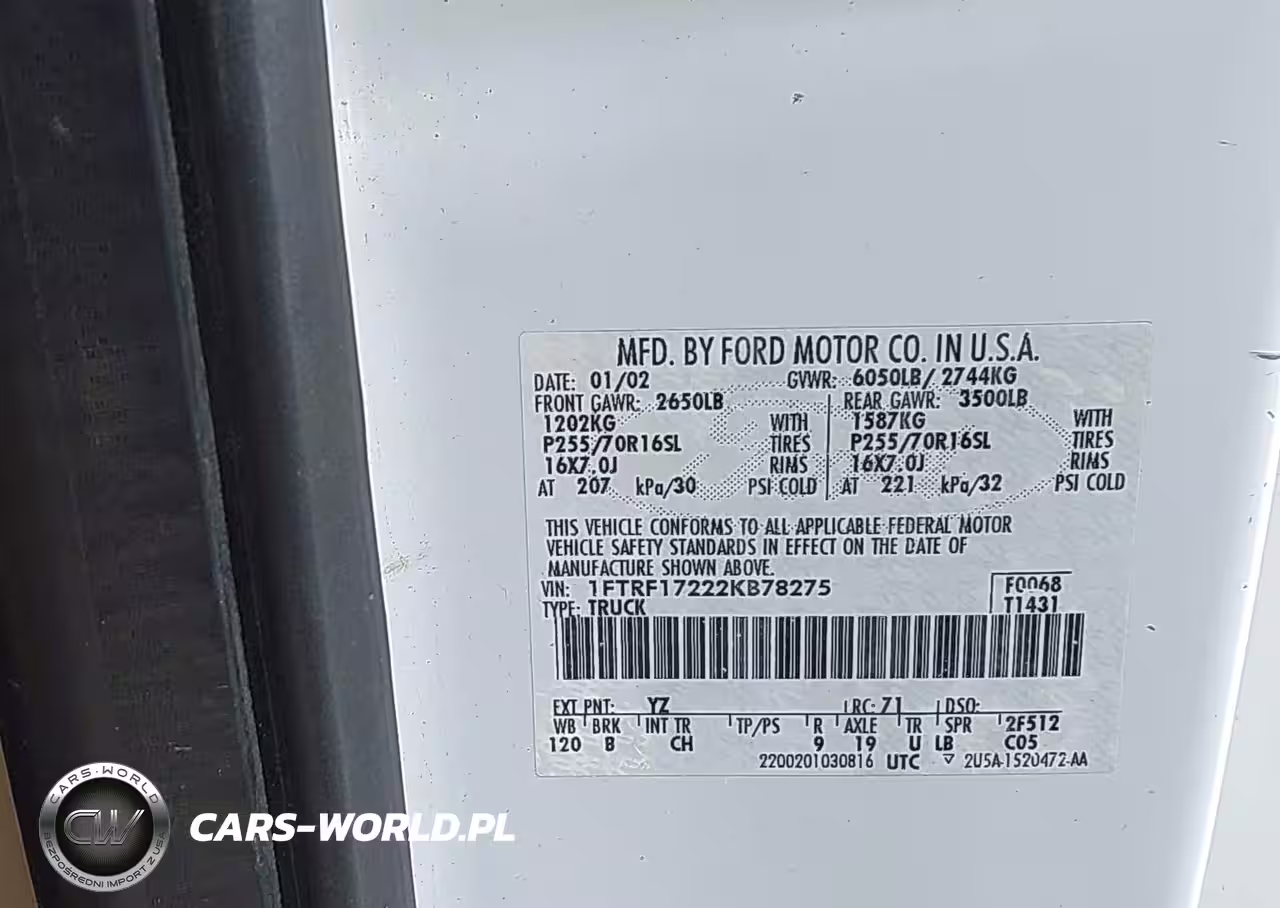 MFD. BY FORD MOTOR CO. IN U.S.A.
DATE: 01/02 GVWR: 6050LB/ 2744KG
FRONT GAWR: 2650LB REAR GAWR: 3500LB
1202KG WITH 1587KG WITH
P255/70R16SL TIRES P255/70R16SL TIRES
16X7.0J RIMS 16X7.0J RIMS
AT 207 kPa/30 PSI COLD AT 221 kPa/32 PSI COLD
THIS VEHICLE CONFORMS TO ALL APPLICABLE FEDERAL MOTOR
VEHICLE SAFETY STANDARDS IN EFFECT ON THE DATE OF
MANUFACTURE SHOWN ABOVE.
VIN: 1FTRF17222KB78275 F0068
TYPE: TRUCK T1431
EXT PNT: YZ RC: 71 DSO:
WB BRK INT TR TP/PS R AXLE TR SPR 2F512
120 B CH 9 19 U LB C05
2200201030816 UTC 2U5A-1520472-AA
CARS-WORLD
CW
BEZPOŚREDNI IMPORT Z USA
CARS-WORLD.PL